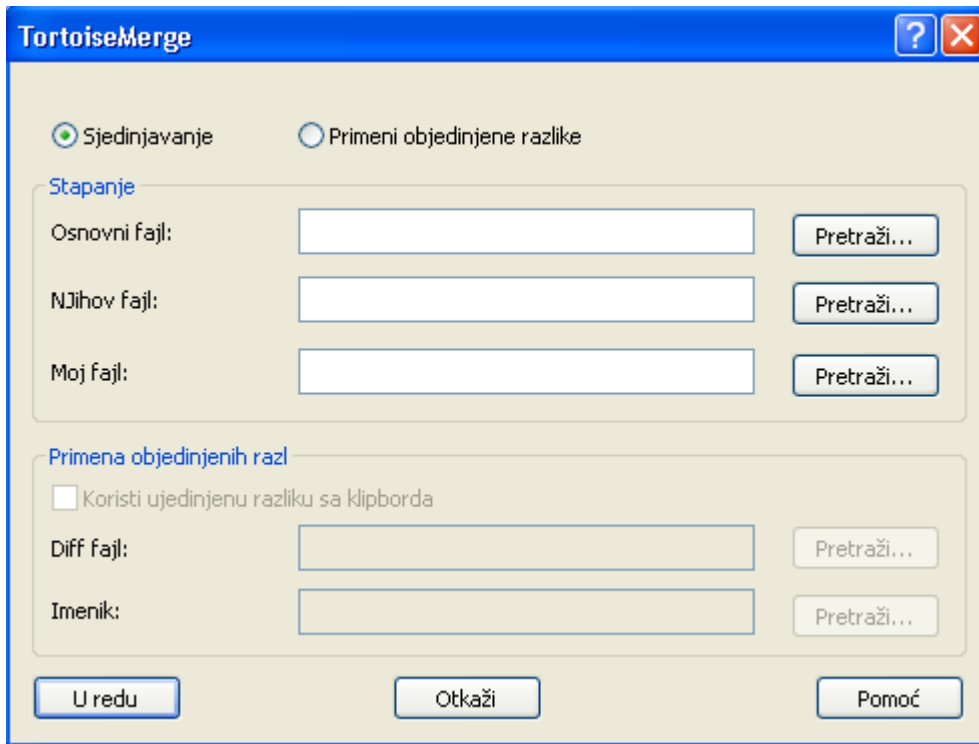 TortoiseMerge
Sjedinjavanje Primeni objedinjene razlike
Stapanje
Osnovni fajl: Pretraži...
NJihov fajl: Pretraži...
Moj fajl: Pretraži...
Primena objedinjenih razl
Koristi ujedinjenu razliku sa klipborda
Diff fajl: Pretraži...
Imenik: Pretraži...
U redu Otkaži Pomoć